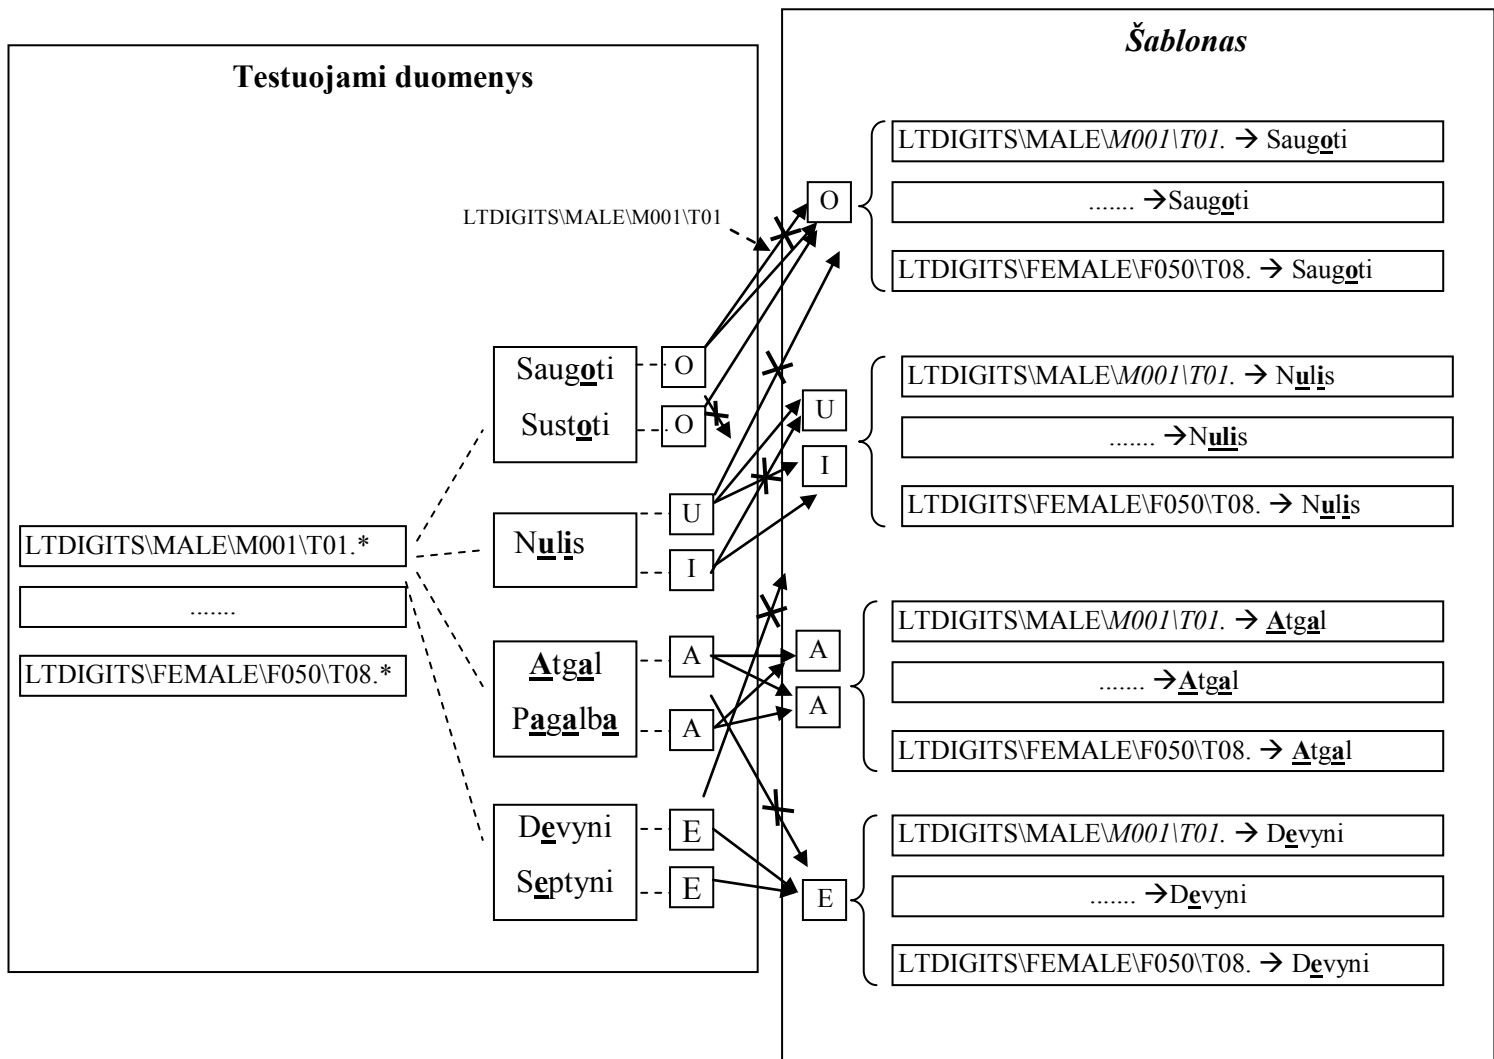 Testuojami duomenys
LTDIGITS\MALE\M001\T01
LTDIGITS\MALE\M001\T01.*
.......
LTDIGITS\FEMALE\F050\T08.*
Saugoti
Sustoti
O
O
Nulis
U
I
Atgal
Pagalba
A
A
Devyni
Septyni
E
E
Šablonas
O
LTDIGITS\MALE\M001\T01. → Saugoti
....... →Saugoti
LTDIGITS\FEMALE\F050\T08. → Saugoti
U
I
LTDIGITS\MALE\M001\T01. → Nulis
....... →Nulis
LTDIGITS\FEMALE\F050\T08. → Nulis
A
A
LTDIGITS\MALE\M001\T01. → Atgal
....... →Atgal
LTDIGITS\FEMALE\F050\T08. → Atgal
E
LTDIGITS\MALE\M001\T01. → Devyni
....... →Devyni
LTDIGITS\FEMALE\F050\T08. → Devyni